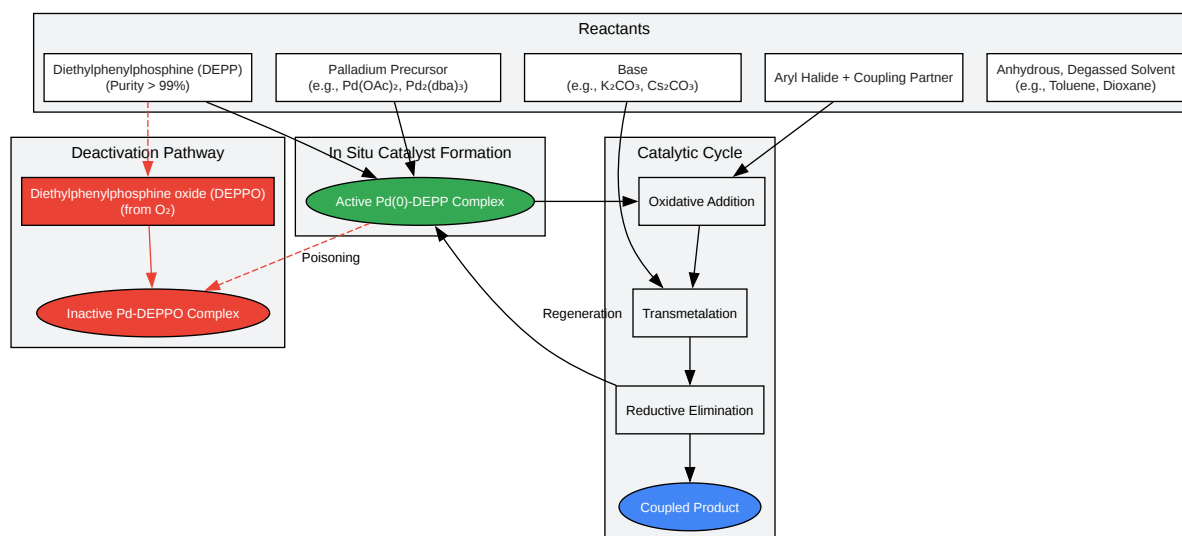 Reactants
Diethylphenylphosphine (DEPP)
(Purity > 99%)
Palladium Precursor
(e.g., Pd(OAc)₂, Pd₂(dba)₃)
Base
(e.g., K₂CO₃, Cs₂CO₃)
Aryl Halide + Coupling Partner
Anhydrous, Degassed Solvent
(e.g., Toluene, Dioxane)
Deactivation Pathway
In Situ Catalyst Formation
Catalytic Cycle
Diethylphenylphosphine oxide (DEPPO)
(from O₂)
Active Pd(0)-DEPP Complex
Oxidative Addition
Poisoning
Inactive Pd-DEPPO Complex
Regeneration
Transmetalation
Reductive Elimination
Coupled Product